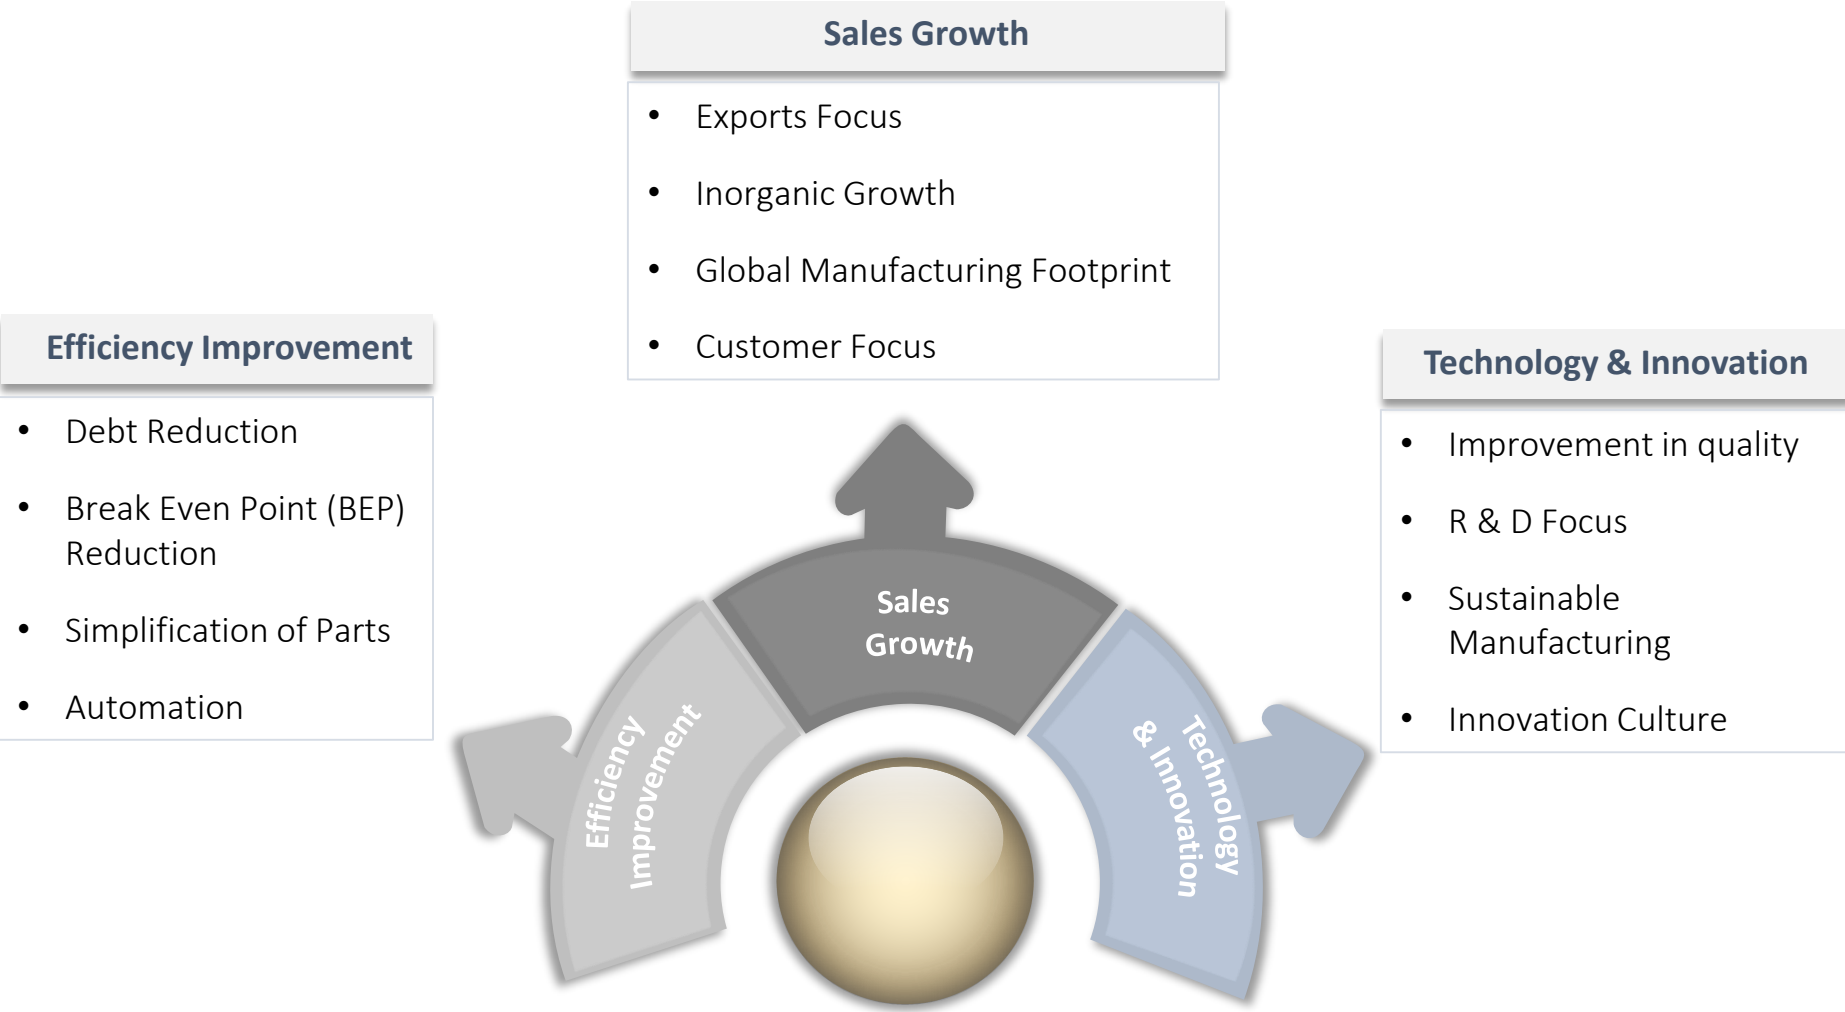 Sales Growth
• Exports Focus
• Inorganic Growth
• Global Manufacturing Footprint
• Customer Focus
Efficiency Improvement
• Debt Reduction
• Break Even Point (BEP)
Reduction
• Simplification of Parts
• Automation
Technology & Innovation
• Improvement in quality
• R & D Focus
• Sustainable
Manufacturing
• Innovation Culture
Efficiency
Improvement
Sales
Growth
Technology
& Innovation